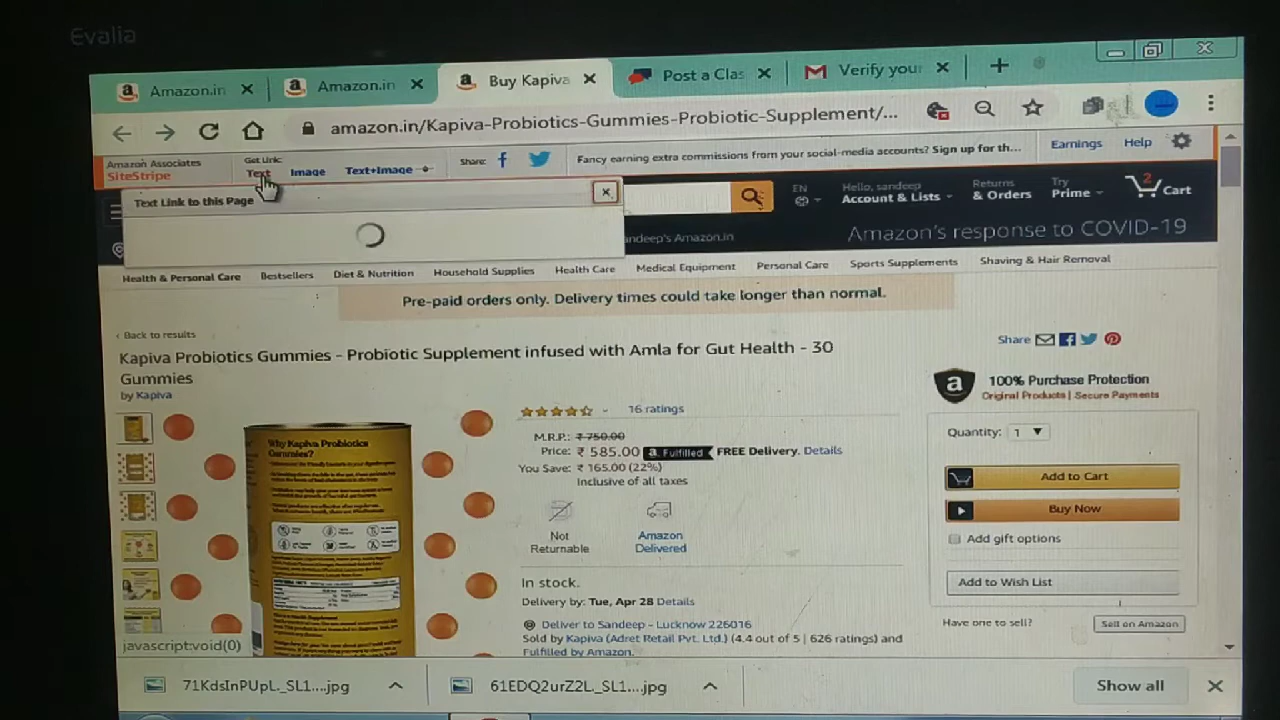 Evalia
Amazon.in
Amazon.in
Buy Kapiva
Post a Clas
Verify your
amazon.in/Kapiva-Probiotics-Gummies-Probiotic-Supplement/...
Amazon Associates
SiteStripe
Get Link:
Text
Image
Text+Image
Share:
Fancy earning extra commissions from your social-media accounts? Sign up for th...
Earnings
Help
Text Link to this Page
EN
Hello, sandeep
Account & Lists
Returns
& Orders
Try
Prime
2
Cart
andeep's Amazon.in
Amazon's response to COVID-19
Health & Personal Care
Bestsellers
Diet & Nutrition
Household Supplies
Health Care
Medical Equipment
Personal Care
Sports Supplements
Shaving & Hair Removal
Pre-paid orders only. Delivery times could take longer than normal.
‹ Back to results
Kapiva Probiotics Gummies - Probiotic Supplement infused with Amla for Gut Health - 30
Gummies
by Kapiva
Share
100% Purchase Protection
Original Products | Secure Payments
16 ratings
M.R.P.: ₹ 750.00
Price: ₹ 585.00 a Fulfilled FREE Delivery. Details
You Save: ₹ 165.00 (22%)
Inclusive of all taxes
Not
Returnable
Amazon
Delivered
In stock.
Delivery by: Tue, Apr 28 Details
Deliver to Sandeep - Lucknow 226016
Sold by Kapiva (Adret Retail Pvt. Ltd.) (4.4 out of 5 | 626 ratings) and
Fulfilled by Amazon.
Quantity: 1
Add to Cart
Buy Now
Add gift options
Add to Wish List
Have one to sell?
Sell on Amazon
Why Kapiva Probiotics
Gummies?
javascript:void(0)
71KdsInPUpL._SL1....jpg
61EDQ2urZ2L._SL1....jpg
Show all